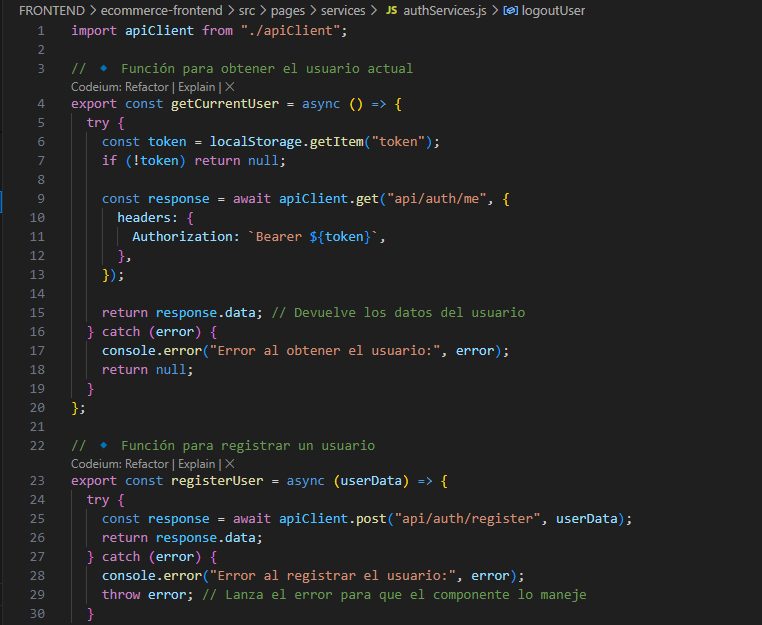 FRONTEND > ecommerce-frontend > src > pages > services > JS authServices.js > logoutUser
1 import apiClient from "./apiClient";
2
3 // 🔹 Función para obtener el usuario actual
Codeium: Refactor | Explain | ×
4 export const getCurrentUser = async () => {
5 try {
6 const token = localStorage.getItem("token");
7 if (!token) return null;
8
9 const response = await apiClient.get("api/auth/me", {
10 headers: {
11 Authorization: `Bearer ${token}`,
12 },
13 });
14
15 return response.data; // Devuelve los datos del usuario
16 } catch (error) {
17 console.error("Error al obtener el usuario:", error);
18 return null;
19 }
20 };
21
22 // 🔹 Función para registrar un usuario
Codeium: Refactor | Explain | ×
23 export const registerUser = async (userData) => {
24 try {
25 const response = await apiClient.post("api/auth/register", userData);
26 return response.data;
27 } catch (error) {
28 console.error("Error al registrar el usuario:", error);
29 throw error; // Lanza el error para que el componente lo maneje
30 }